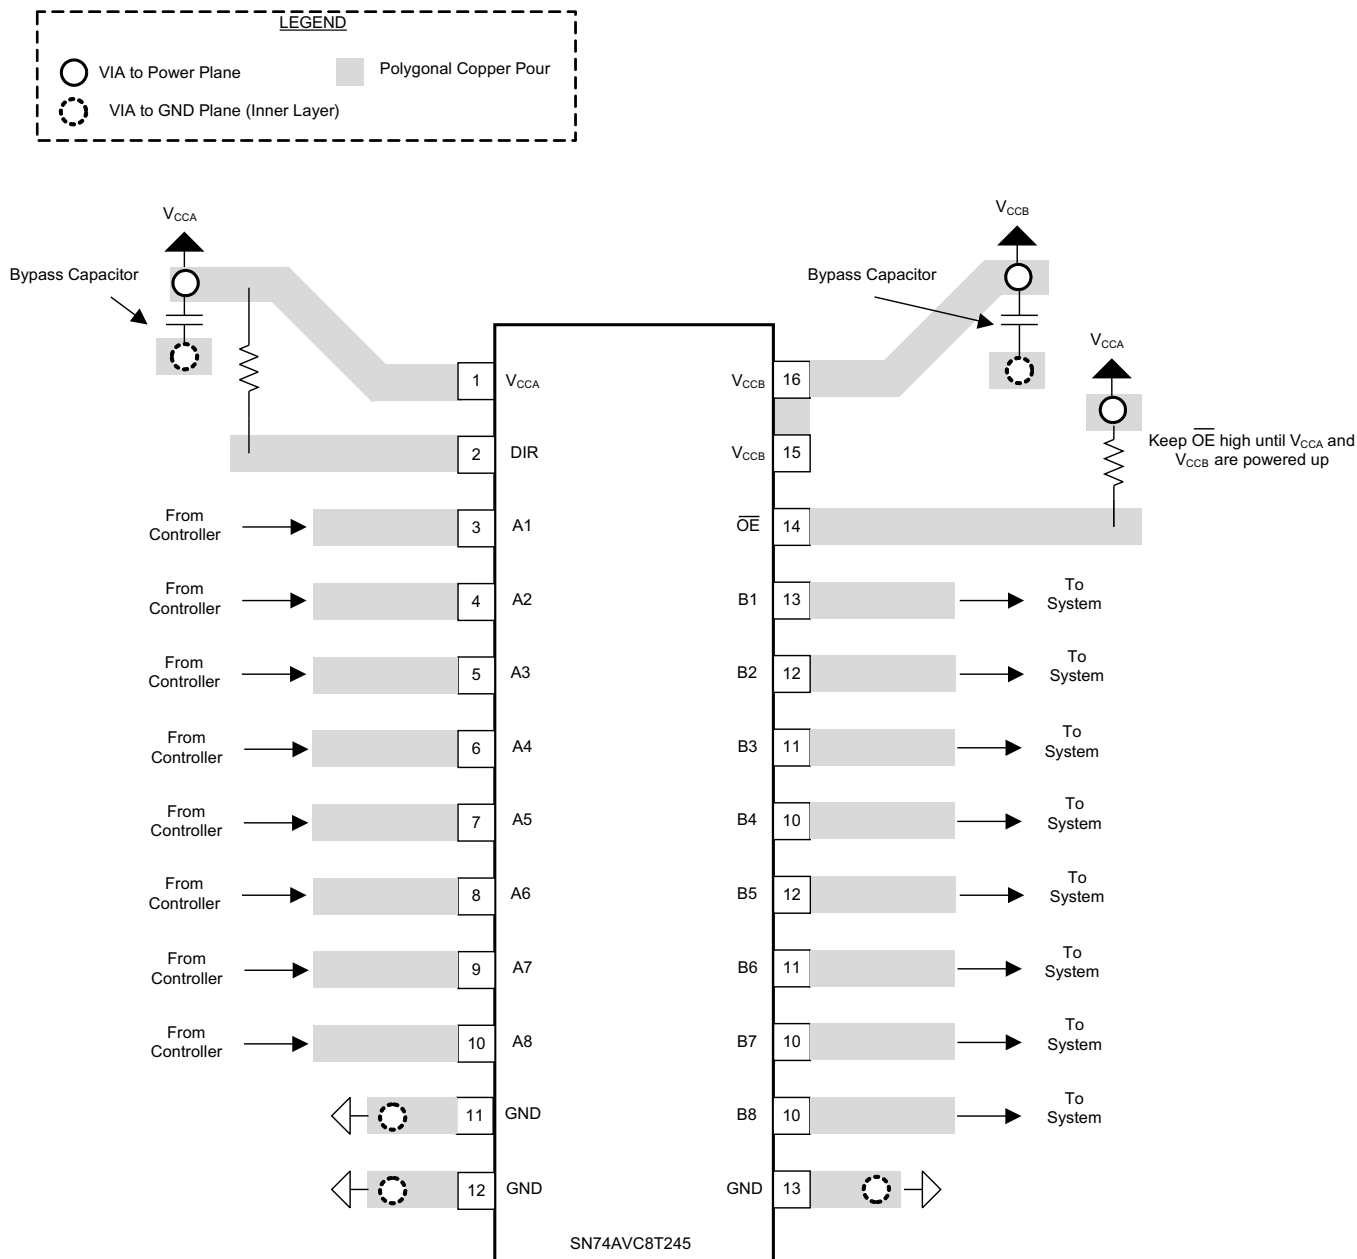 LEGEND
VIA to Power Plane
Polygonal Copper Pour
VIA to GND Plane (Inner Layer)
VCCA
VCCB
Bypass Capacitor
Bypass Capacitor
VCCA
Keep OE high until VCCA and
VCCB are powered up
1 VCCA
VCCB 16
2 DIR
VCCB 15
From
Controller
3 A1
OE 14
From
Controller
4 A2
B1 13
To
System
From
Controller
5 A3
B2 12
To
System
From
Controller
6 A4
B3 11
To
System
From
Controller
7 A5
B4 10
To
System
From
Controller
8 A6
B5 12
To
System
From
Controller
9 A7
B6 11
To
System
From
Controller
10 A8
B7 10
To
System
11 GND
B8 10
To
System
12 GND
GND 13
SN74AVC8T245